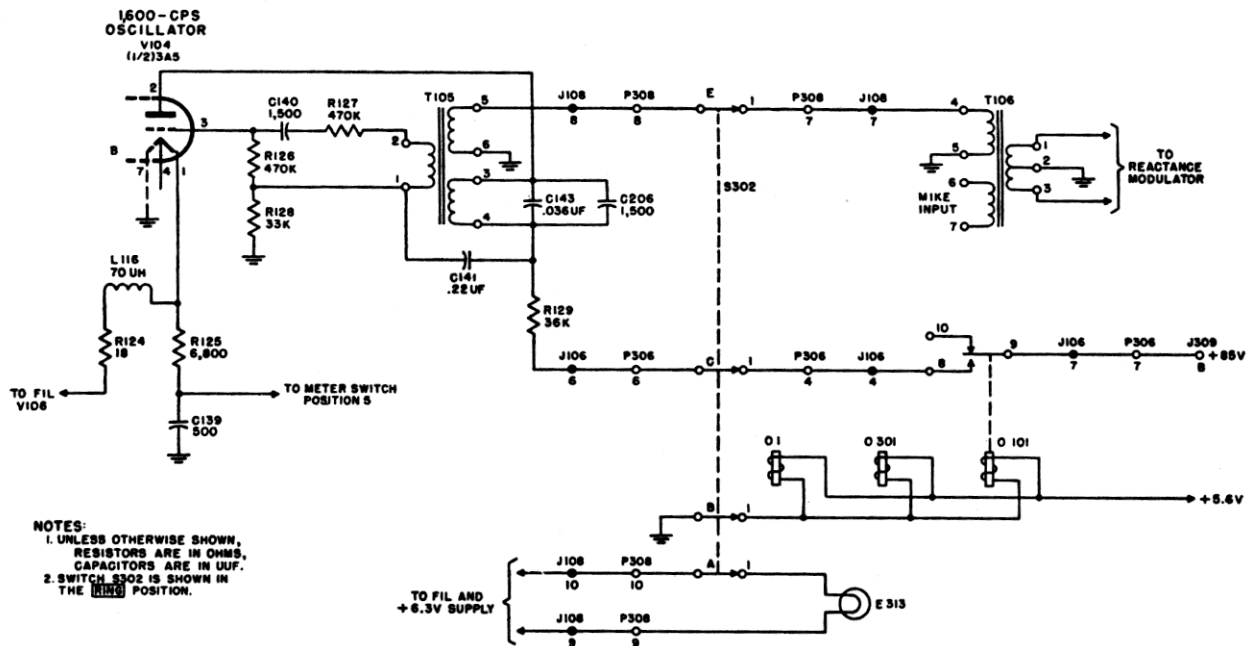 1,600-CPS
OSCILLATOR
V104
(1/2)3A5
2
3
B
7
4
1
C140
1,500
R127
470K
R126
470K
R128
33K
T105
2
1
5
6
3
4
C143
.036UF
C206
1,500
C141
.22UF
R129
36K
L116
70 UH
R124
18
R125
6,800
TO FIL
V106
TO METER SWITCH
POSITION 5
C139
500
J108
8
P308
8
E
1
P308
7
J108
7
S302
4
T106
5
6
MIKE
INPUT
7
1
2
3
TO
REACTANCE
MODULATOR
J106
6
P306
6
C
1
P306
4
J106
4
10
8
9
J106
7
P306
7
J309
B
+85V
O 1
O 301
O 101
+5.6V
B
1
A
1
J108
10
P308
10
TO FIL AND
+6.3V SUPPLY
J108
9
P308
9
E313
NOTES:
1. UNLESS OTHERWISE SHOWN,
RESISTORS ARE IN OHMS,
CAPACITORS ARE IN UUF.
2. SWITCH S302 IS SHOWN IN
THE RING POSITION.